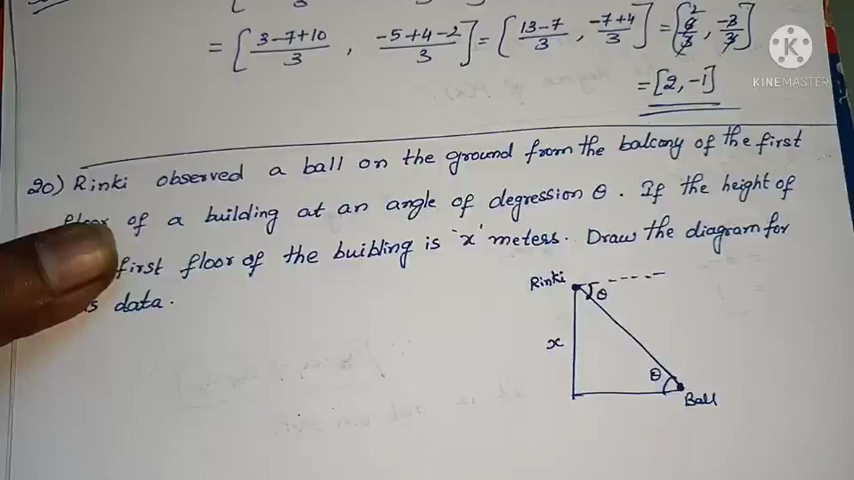 = [ (3-7+10)/3 , (-5+4-2)/3 ] = [ (13-7)/3 , (-7+4)/3 ] = [ 6/3 2 , -3/3 ]
= [2, -1]
KINEMASTER
20) Rinki observed a ball on the ground from the balcony of the first
floor of a building at an angle of degression θ. If the height of
first floor of the buibling is 'x' meters. Draw the diagram for
data.
Rinki
θ
x
θ
Ball